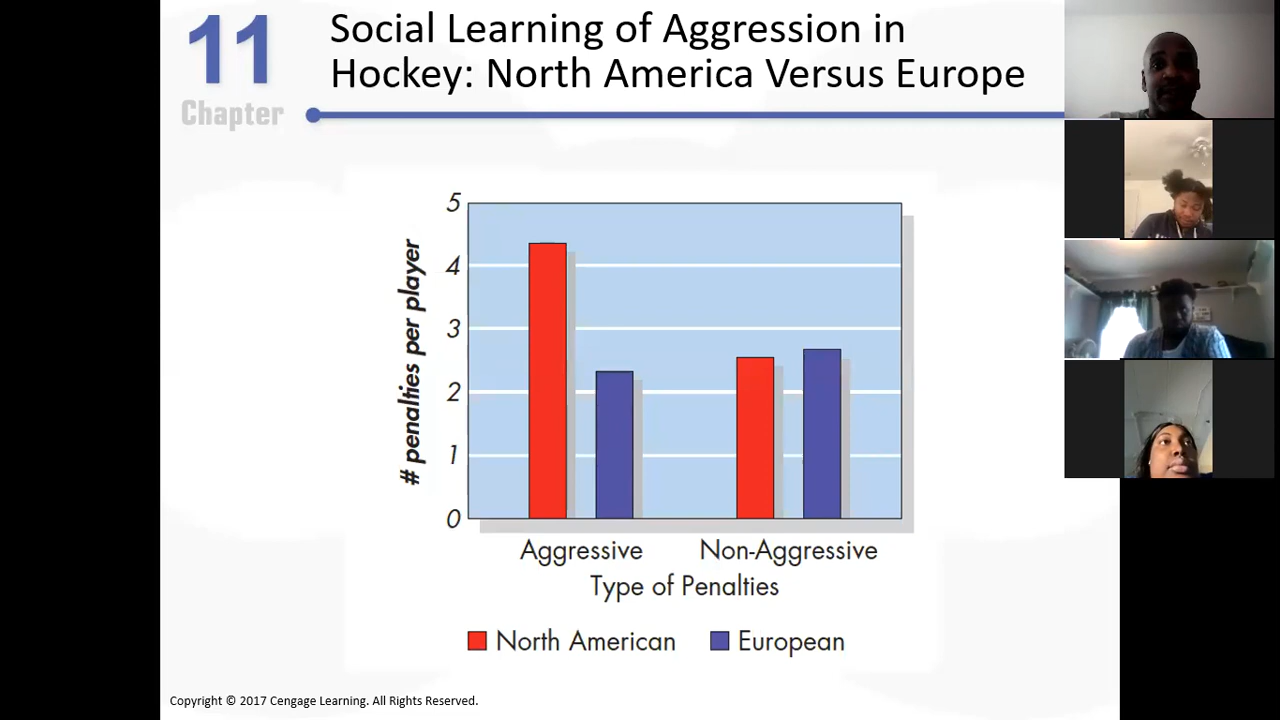 11
Chapter
Social Learning of Aggression in
Hockey: North America Versus Europe
5
4
3
2
1
0
# penalties per player
Aggressive
Non-Aggressive
Type of Penalties
North American
European
Copyright © 2017 Cengage Learning. All Rights Reserved.